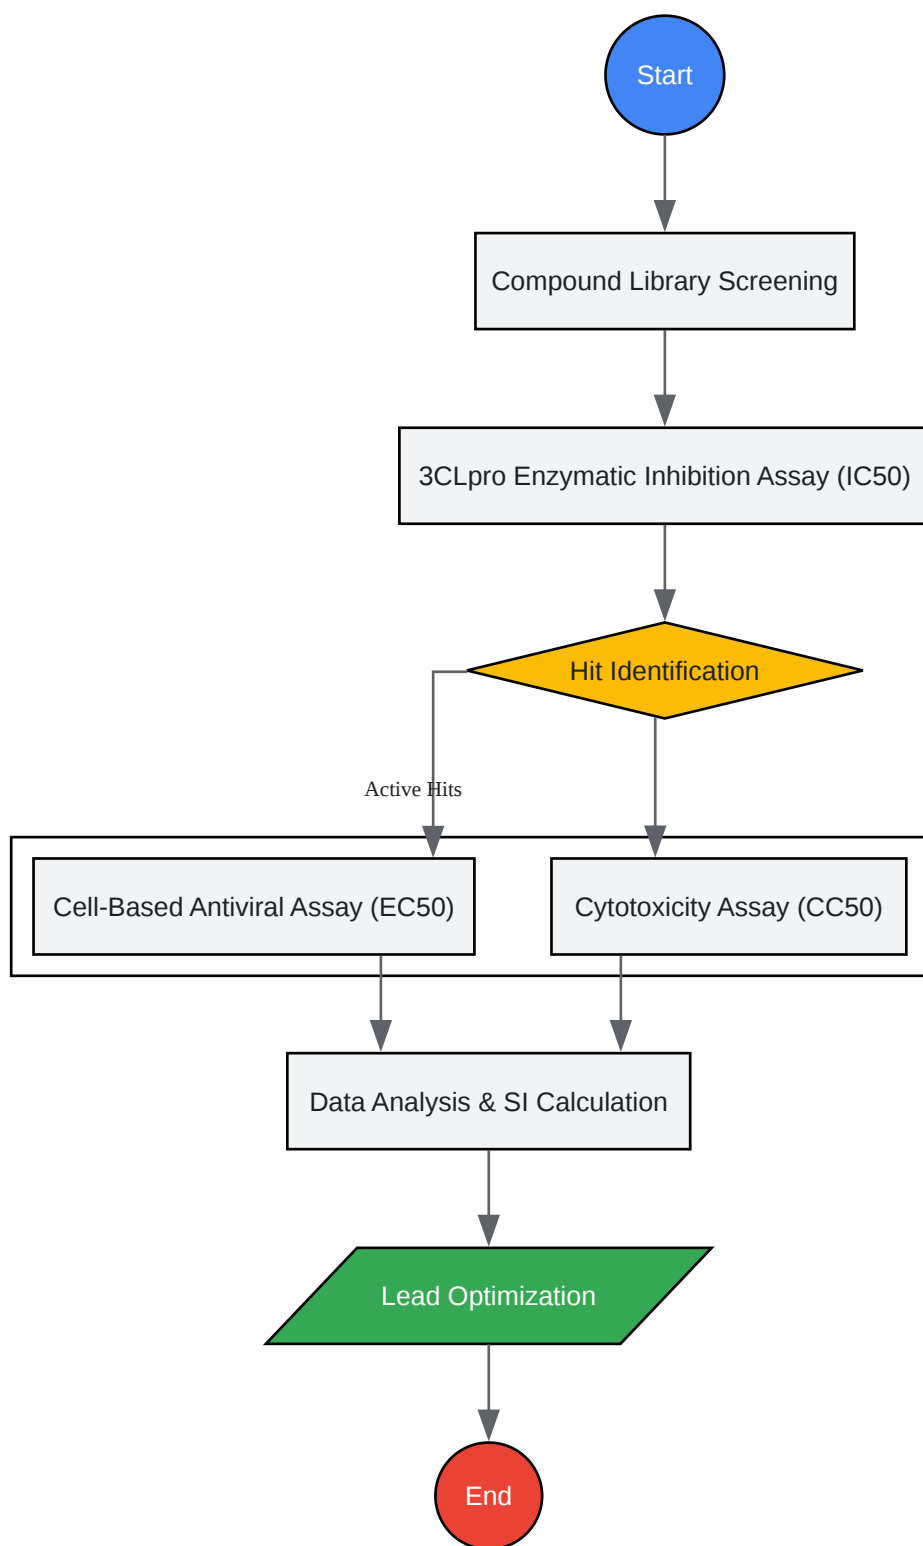 Start
Compound Library Screening
3CLpro Enzymatic Inhibition Assay (IC50)
Hit Identification
Active Hits
Cell-Based Antiviral Assay (EC50)
Cytotoxicity Assay (CC50)
Data Analysis & SI Calculation
Lead Optimization
End